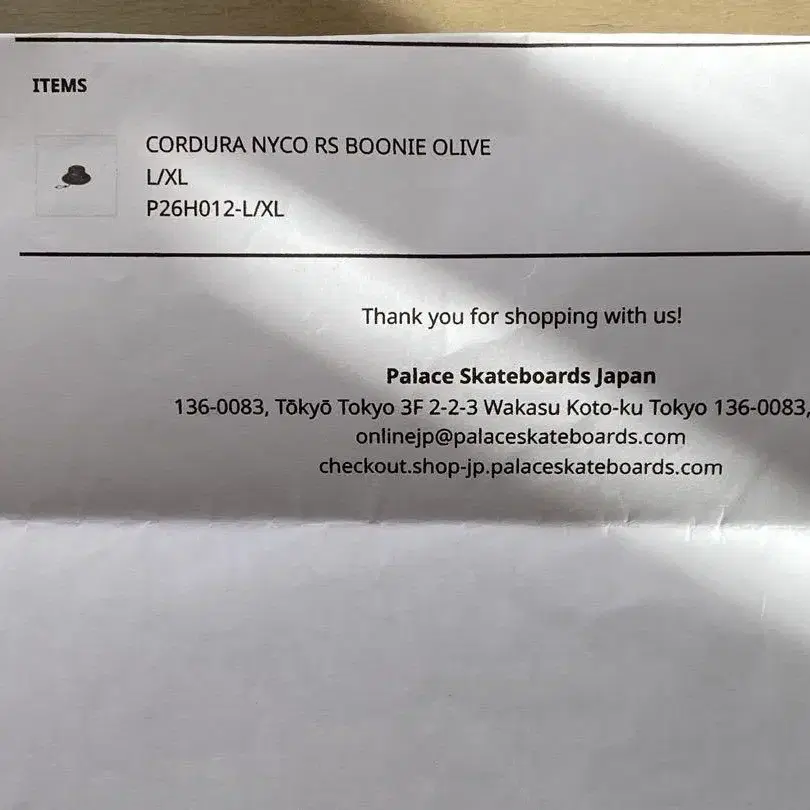 ITEMS
CORDURA NYCO RS BOONIE OLIVE
L/XL
P26H012-L/XL
Thank you for shopping with us!
Palace Skateboards Japan
136-0083, Tōkyō Tokyo 3F 2-2-3 Wakasu Koto-ku Tokyo 136-0083,
onlinejp@palaceskateboards.com
checkout.shop-jp.palaceskateboards.com